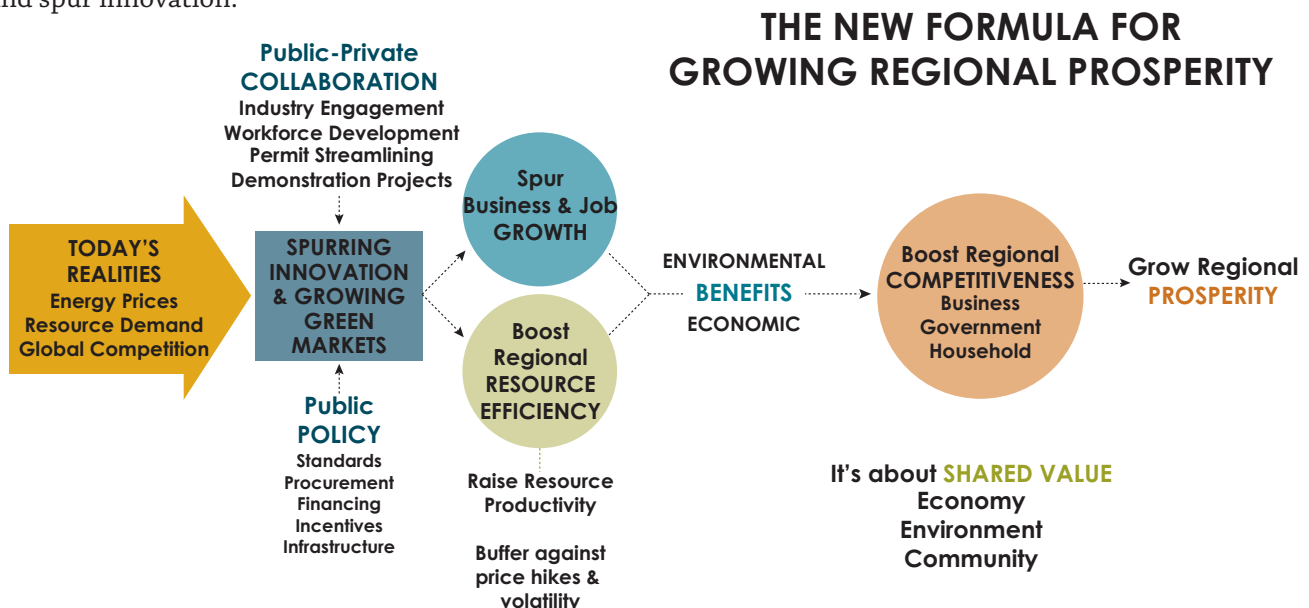 and spur innovation.
THE NEW FORMULA FOR
GROWING REGIONAL PROSPERITY
Public-Private
COLLABORATION
Industry Engagement
Workforce Development
Permit Streamlining
Demonstration Projects
TODAY'S
REALITIES
Energy Prices
Resource Demand
Global Competition
SPURRING
INNOVATION
& GROWING
GREEN
MARKETS
Public
POLICY
Standards
Procurement
Financing
Incentives
Infrastructure
Spur
Business & Job
GROWTH
Boost
Regional
RESOURCE
EFFICIENCY
Raise Resource
Productivity
Buffer against
price hikes &
volatility
ENVIRONMENTAL
BENEFITS
ECONOMIC
Boost Regional
COMPETITIVENESS
Business
Government
Household
Grow Regional
PROSPERITY
It's about SHARED VALUE
Economy
Environment
Community